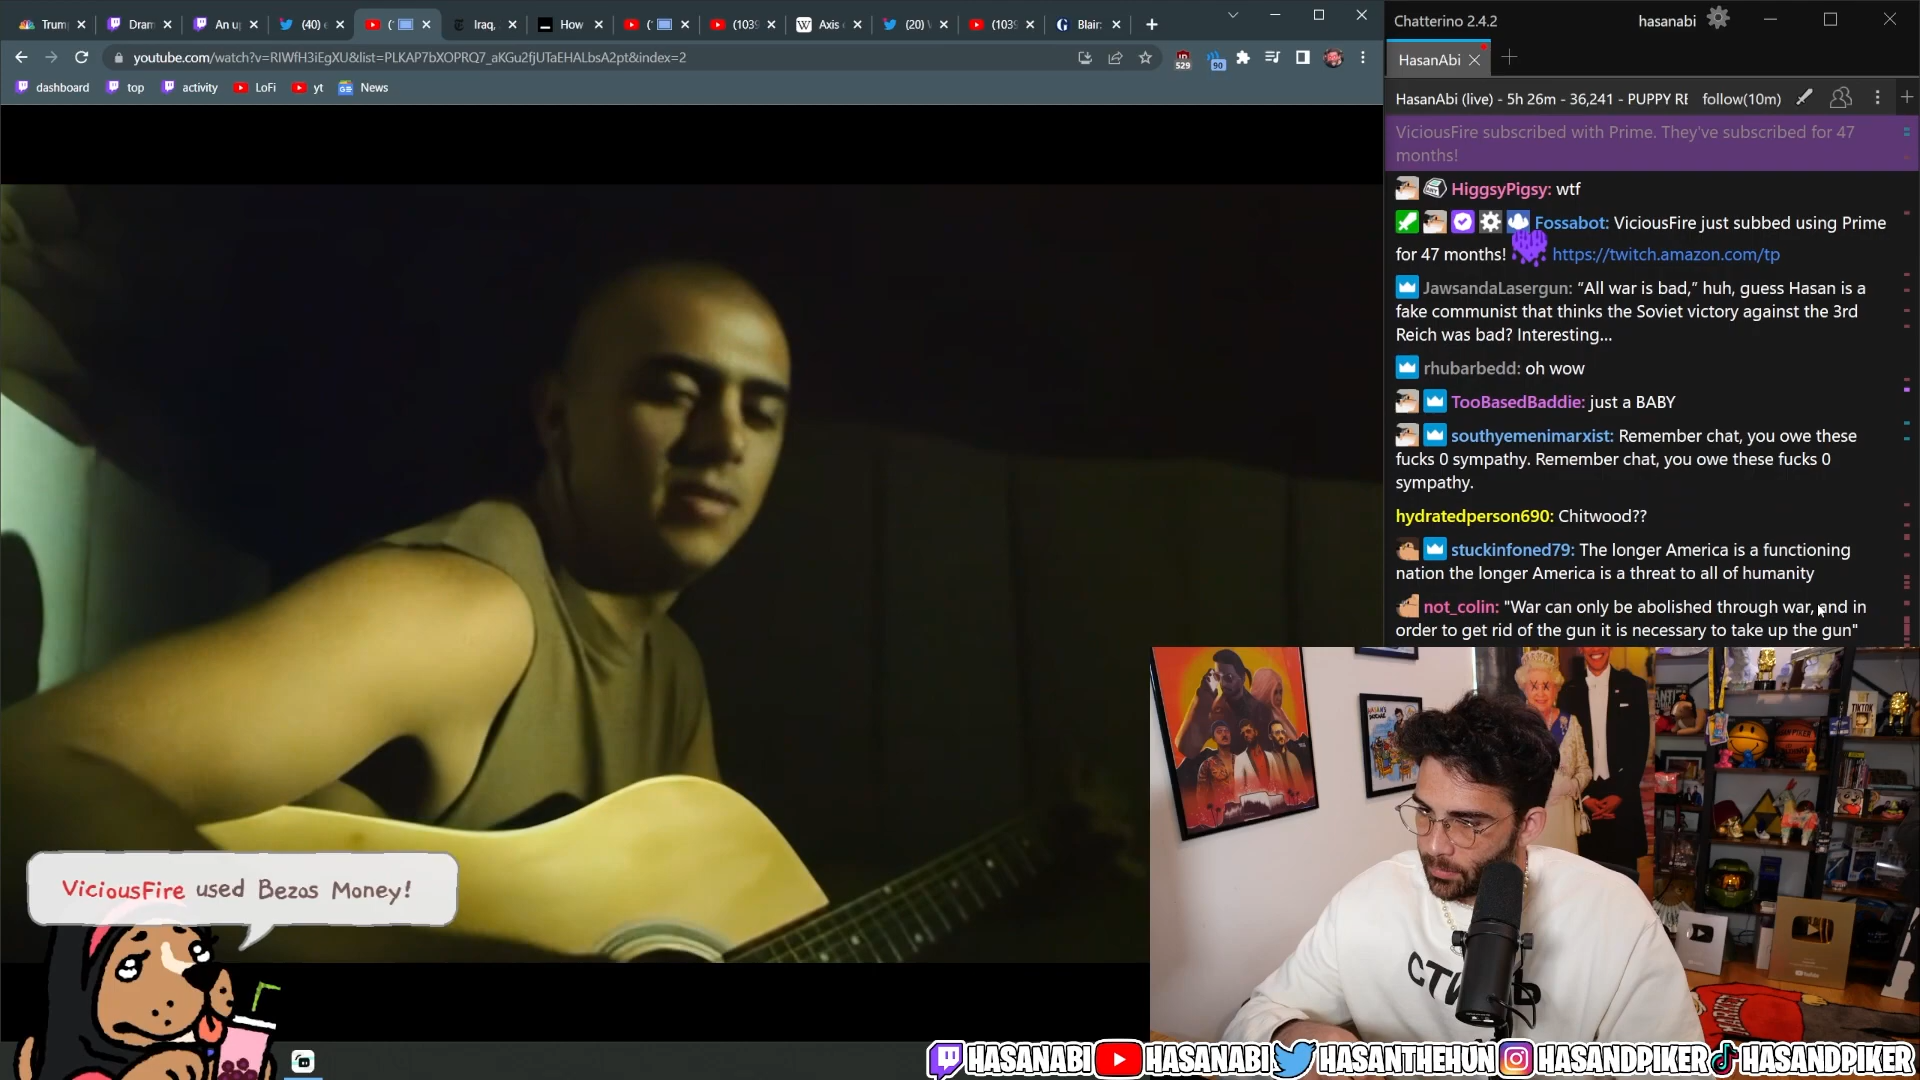 Trump
Dram
An u
(40)
Iraq,
How
(1039
Axis
(20)
(1039
Blair:
Chatterino 2.4.2
hasanabi
youtube.com/watch?v=RIWfH3iEgXU&list=PLKAP7bXOPRQ7_aKGu2fjUTaEHALbsA2pt&index=2
529
90
HasanAbi
dashboard
top
activity
LoFi
yt
News
HasanAbi (live) - 5h 26m - 36,241 - PUPPY RE
follow(10m)
ViciousFire subscribed with Prime. They've subscribed for 47
months!
HiggsyPigsy: wtf
Fossabot: ViciousFire just subbed using Prime
for 47 months! https://twitch.amazon.com/tp
JawsandaLasergun: “All war is bad,” huh, guess Hasan is a
fake communist that thinks the Soviet victory against the 3rd
Reich was bad? Interesting...
rhubarbedd: oh wow
TooBasedBaddie: just a BABY
southyemenimarxist: Remember chat, you owe these
fucks 0 sympathy. Remember chat, you owe these fucks 0
sympathy.
hydratedperson690: Chitwood??
stuckinfoned79: The longer America is a functioning
nation the longer America is a threat to all of humanity
not_colin: "War can only be abolished through war, and in
order to get rid of the gun it is necessary to take up the gun"
ViciousFire used Bezos Money!
HASANABI
HASANABI
HASANTHEHUN
HASANDPIKER
HASANDPIKER